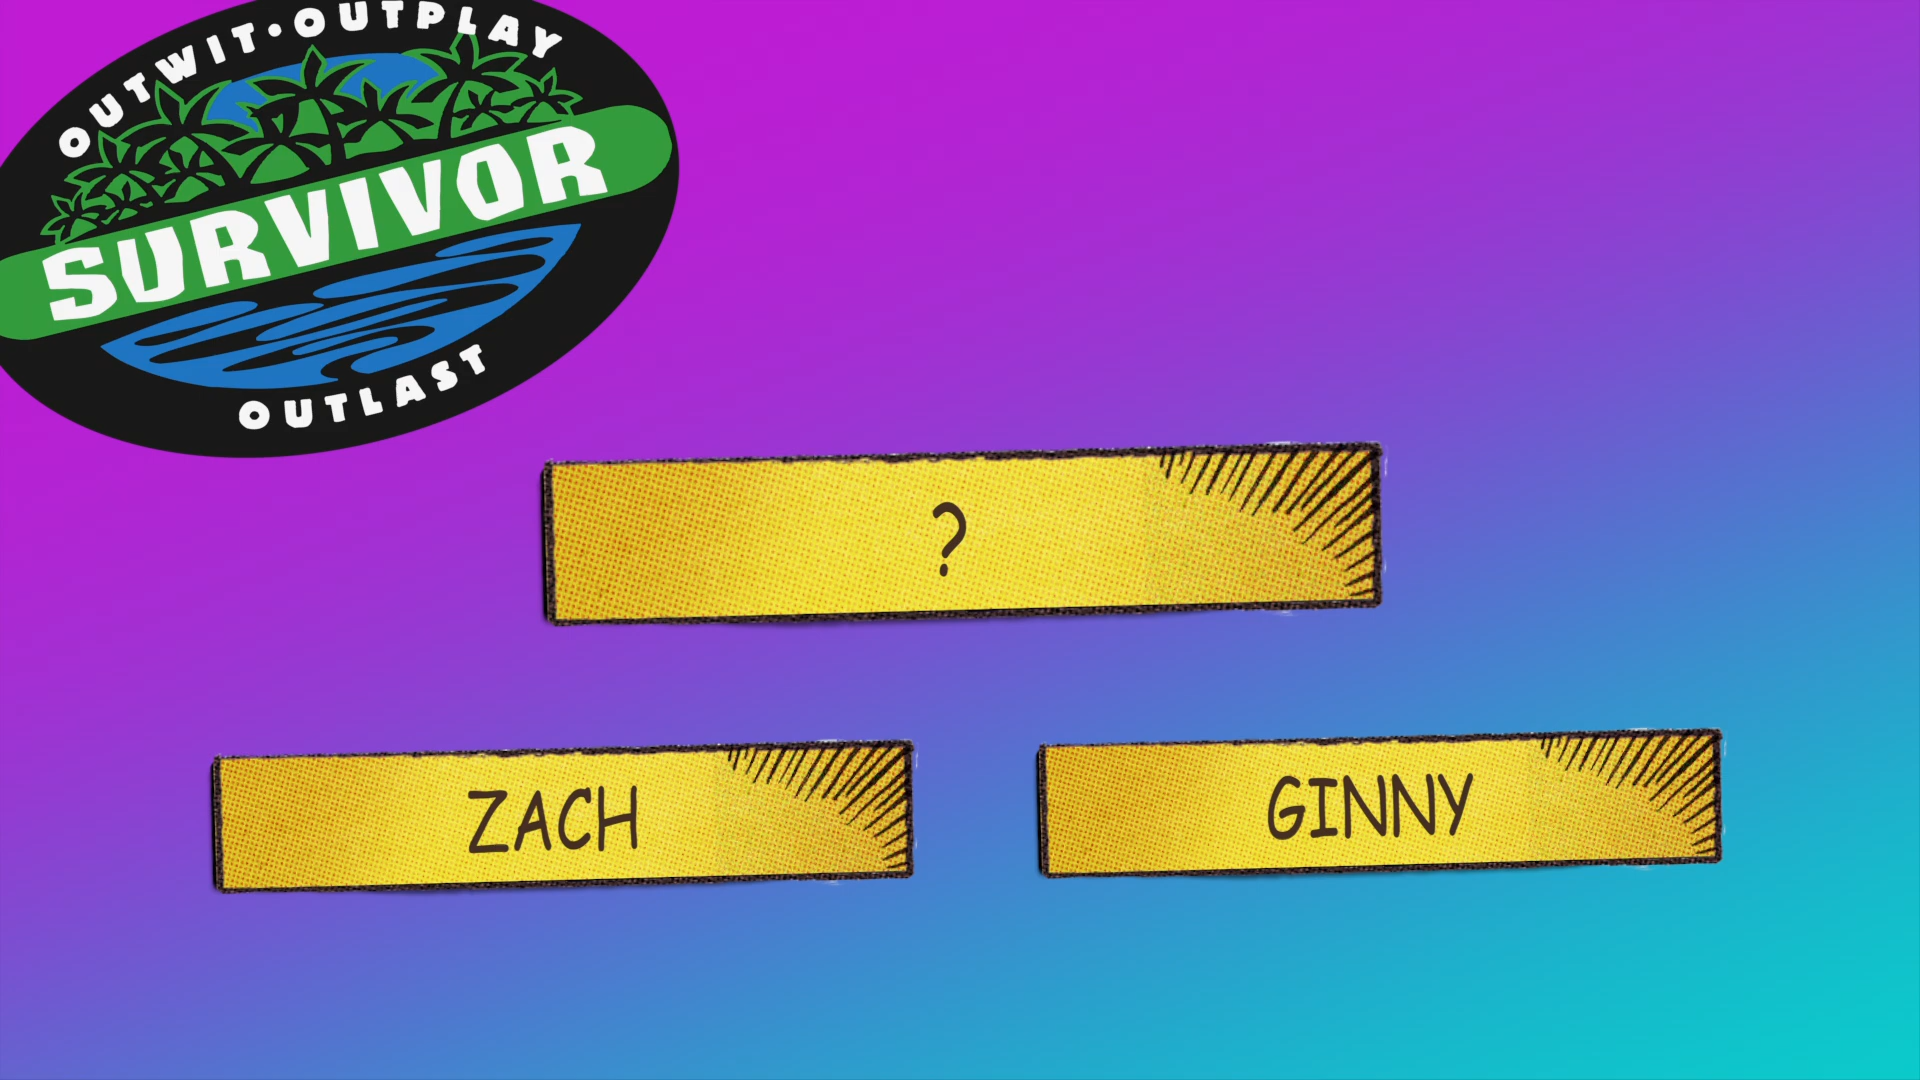 OUTWIT•OUTPLAY
SURVIVOR
OUTLAST
?
ZACH
GINNY